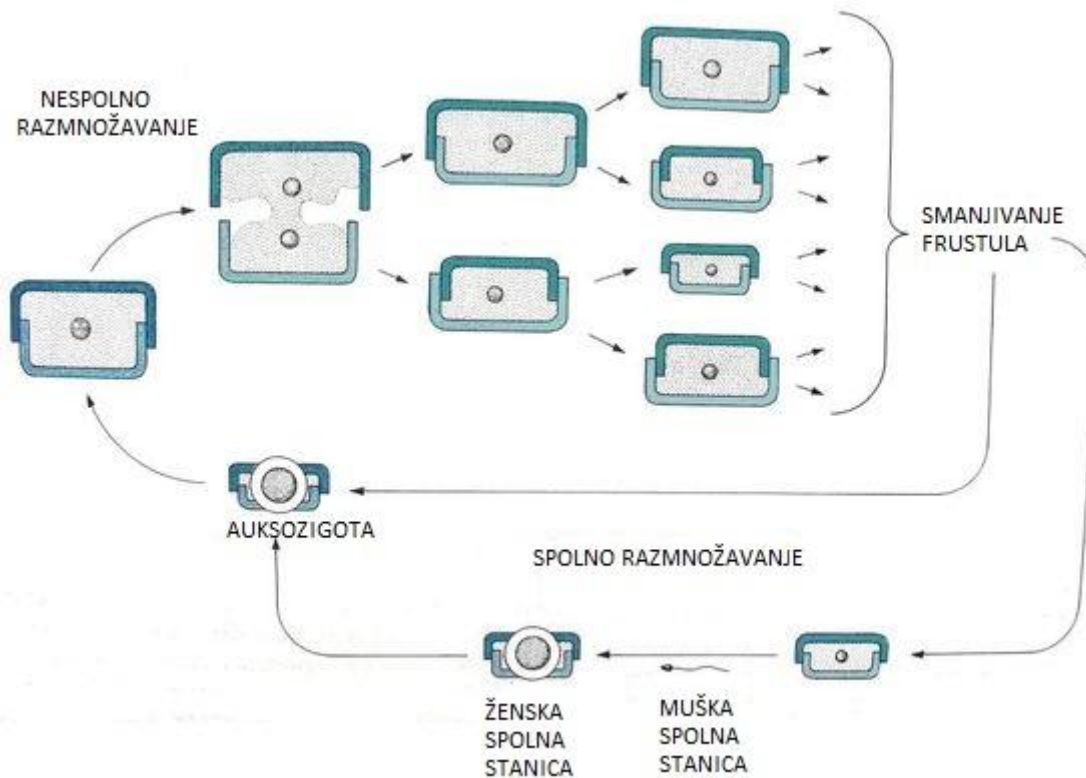 NESPOLNO
RAZMNOŽAVANJE
SMANJIVANJE
FRUSTULA
AUKSOZIGOTA
SPOLNO RAZMNOŽAVANJE
ŽENSKA
SPOLNA
STANICA
MUŠKA
SPOLNA
STANICA